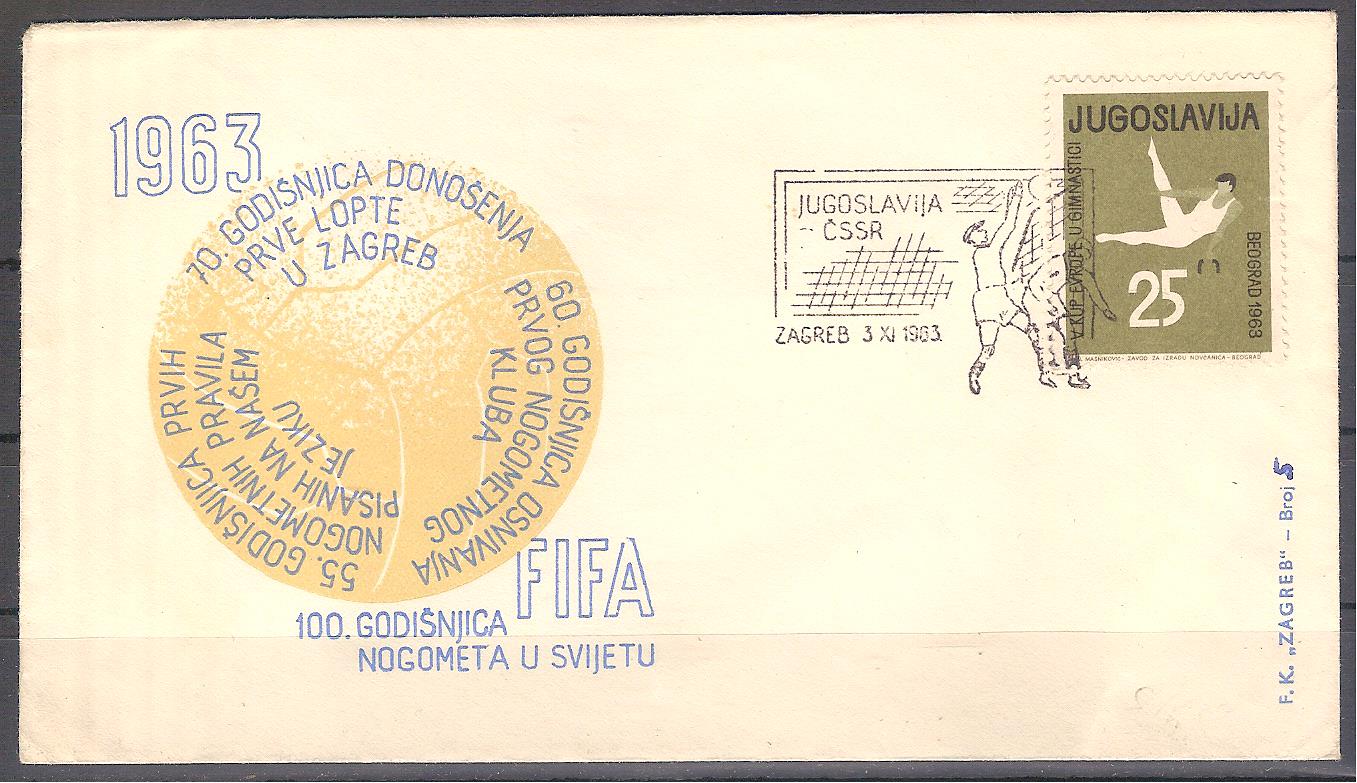 1963
70. GODIŠNJICA DONOŠENJA
PRVE LOPTE
U ZAGREB
60. GODIŠNJICA OSNIVANJA
PRVOG NOGOMETNOG
KLUBA
55. GODIŠNJICA PRVIH
NOGOMETNIH PRAVILA
PISANIH NA NAŠEM
JEZIKU
FIFA
100. GODIŠNJICA
NOGOMETA U SVIJETU
JUGOSLAVIJA
ČSSR
ZAGREB 3 XI 1963.
JUGOSLAVIJA
V KUP EVROPE U GIMNASTICI
BEOGRAD 1963
25
MAŠNIKOVIĆ - ZAVOD ZA IZRADU NOVČANICA - BEOGRAD
F.K. „ZAGREB" - Broj 5